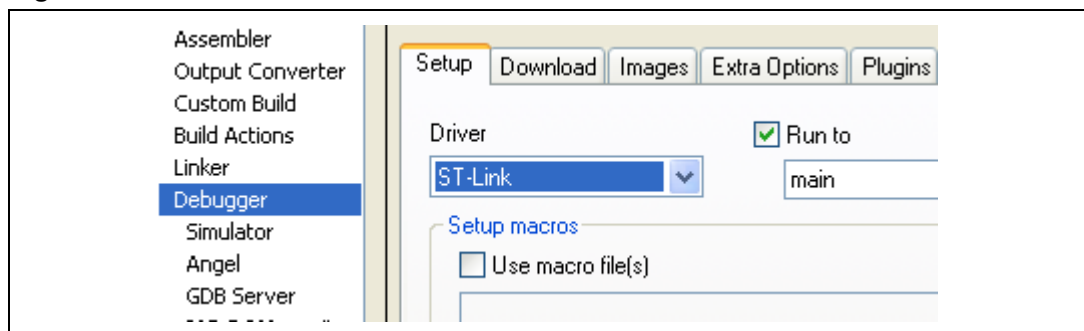 Assembler
Output Converter
Custom Build
Build Actions
Linker
Debugger
Simulator
Angel
GDB Server
Setup Download Images Extra Options Plugins
Driver Run to
ST-Link main
Setup macros
Use macro file(s)